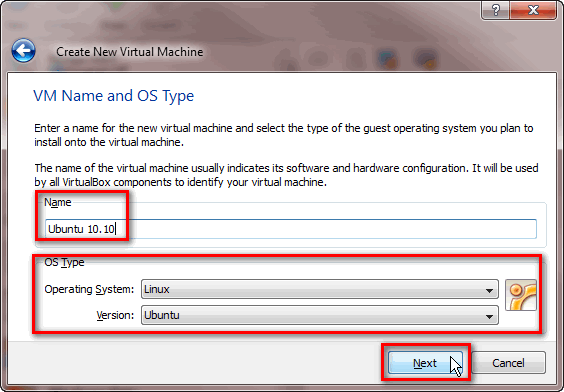 Create New Virtual Machine
VM Name and OS Type
Enter a name for the new virtual machine and select the type of the guest operating system you plan to
install onto the virtual machine.
The name of the virtual machine usually indicates its software and hardware configuration. It will be used
by all VirtualBox components to identify your virtual machine.
Name
Ubuntu 10.10
OS Type
Operating System: Linux
Version: Ubuntu
Next Cancel